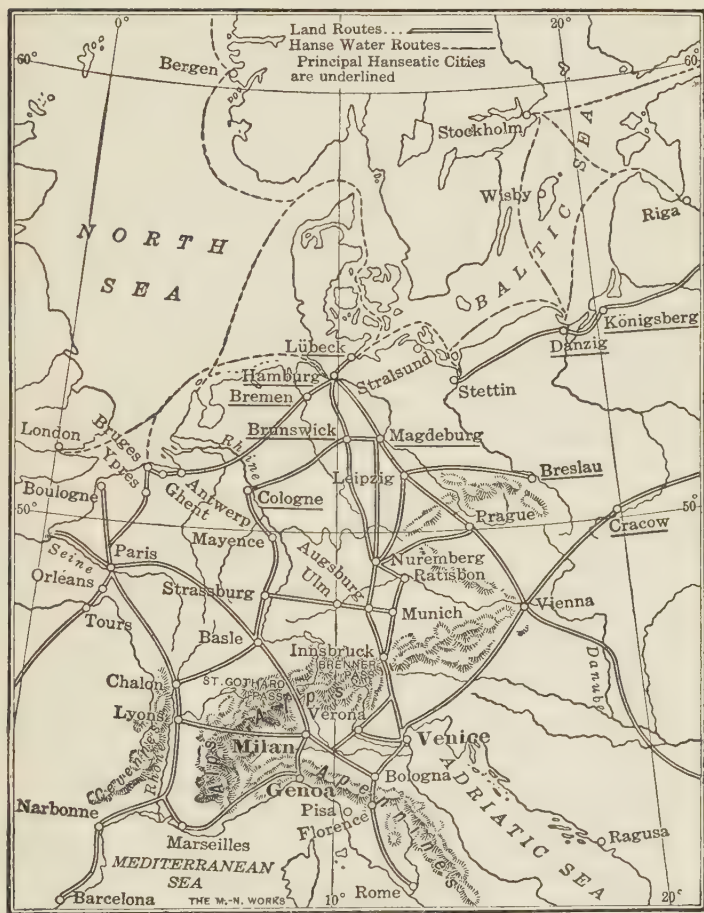 0°
20°
Land Routes...
Hanse Water Routes
Principal Hanseatic Cities
are underlined
60°
60°
Bergen
Stockholm
Wisby
Riga
NORTH
SEA
BALTIC SEA
Königsberg
Danzig
Lübeck
Stralsund
Hamburg
Stettin
Bremen
London
Bruges
Brunswick
Magdeburg
Ypres
Rhine
Leipzig
Breslau
Boulogne
Ghent
Antwerp
Cologne
50°
50°
Prague
Cracow
Mayence
Seine
Paris
Augsburg
Nuremberg
Orléans
Strassburg
Ulm
Ratisbon
Tours
Munich
Vienna
Basle
Innsbruck
BRENNER
PASS
Danube
Chalon
ST. GOTHARD
PASS
Alps
Lyons
Verona
Milan
Venice
Cevennes
Rhône
Alps
Bologna
Genoa
Apennines
ADRIATIC SEA
Narbonne
Pisa
Florence
Marseilles
Ragusa
MEDITERRANEAN
SEA
Rome
Barcelona
THE M.-N. WORKS
10°
20°